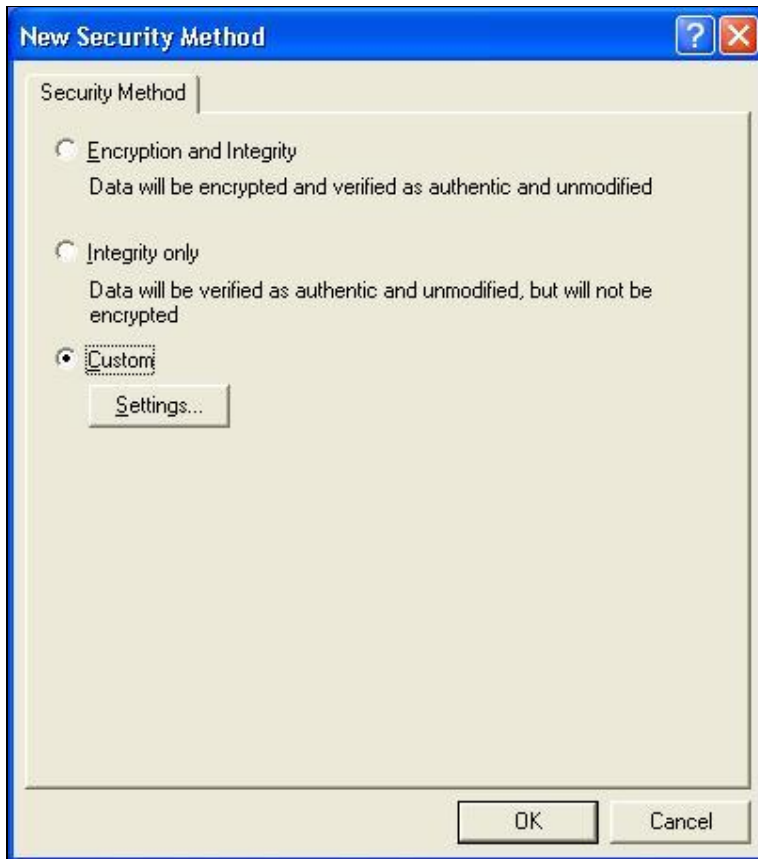 New Security Method
Security Method
Encryption and Integrity
Data will be encrypted and verified as authentic and unmodified
Integrity only
Data will be verified as authentic and unmodified, but will not be
encrypted
Custom
Settings...
OK
Cancel